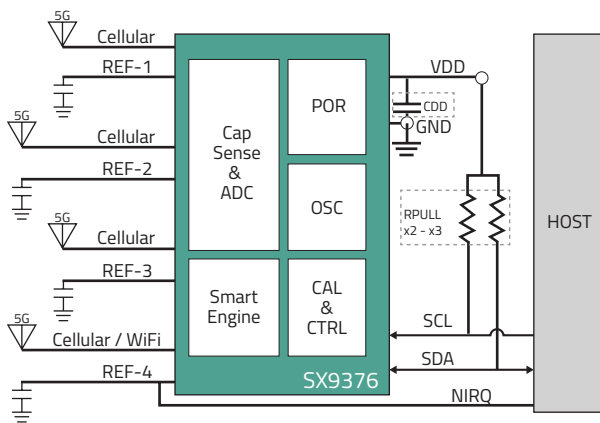 5G
Cellular
REF-1
5G
Cellular
REF-2
5G
Cellular
REF-3
5G
Cellular / WiFi
REF-4
Cap
Sense
&
ADC
POR
OSC
Smart
Engine
CAL
&
CTRL
SX9376
VDD
CDD
GND
RPULL
x2 - x3
SCL
SDA
NIRQ
HOST